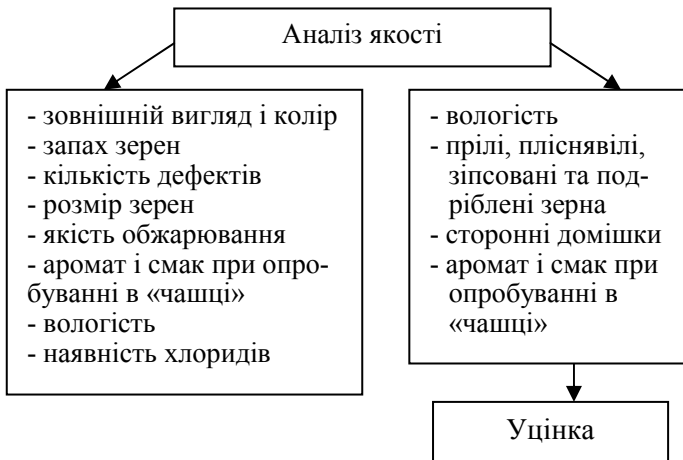 Аналіз якості
- зовнішній вигляд і колір
- запах зерен
- кількість дефектів
- розмір зерен
- якість обжарювання
- аромат і смак при опро-
буванні в «чашці»
- вологість
- наявність хлоридів
- вологість
- прілі, пліснявілі,
зіпсовані та под-
ріблені зерна
- сторонні домішки
- аромат і смак при
опробуванні в
«чашці»
Уцінка